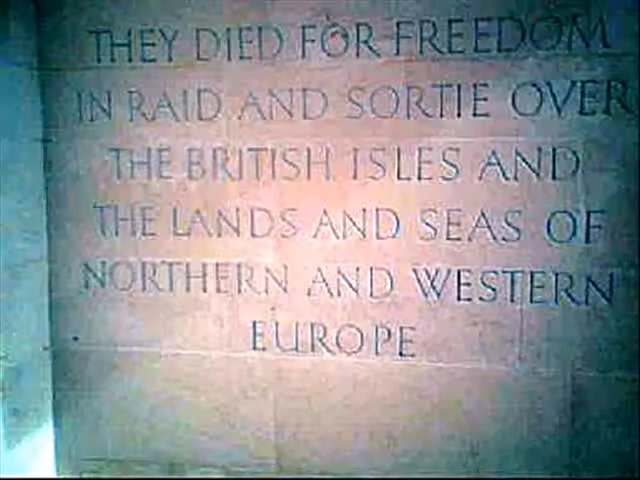 THEY DIED FOR FREEDOM
IN RAID AND SORTIE OVER
THE BRITISH ISLES AND
THE LANDS AND SEAS OF
NORTHERN AND WESTERN
EUROPE